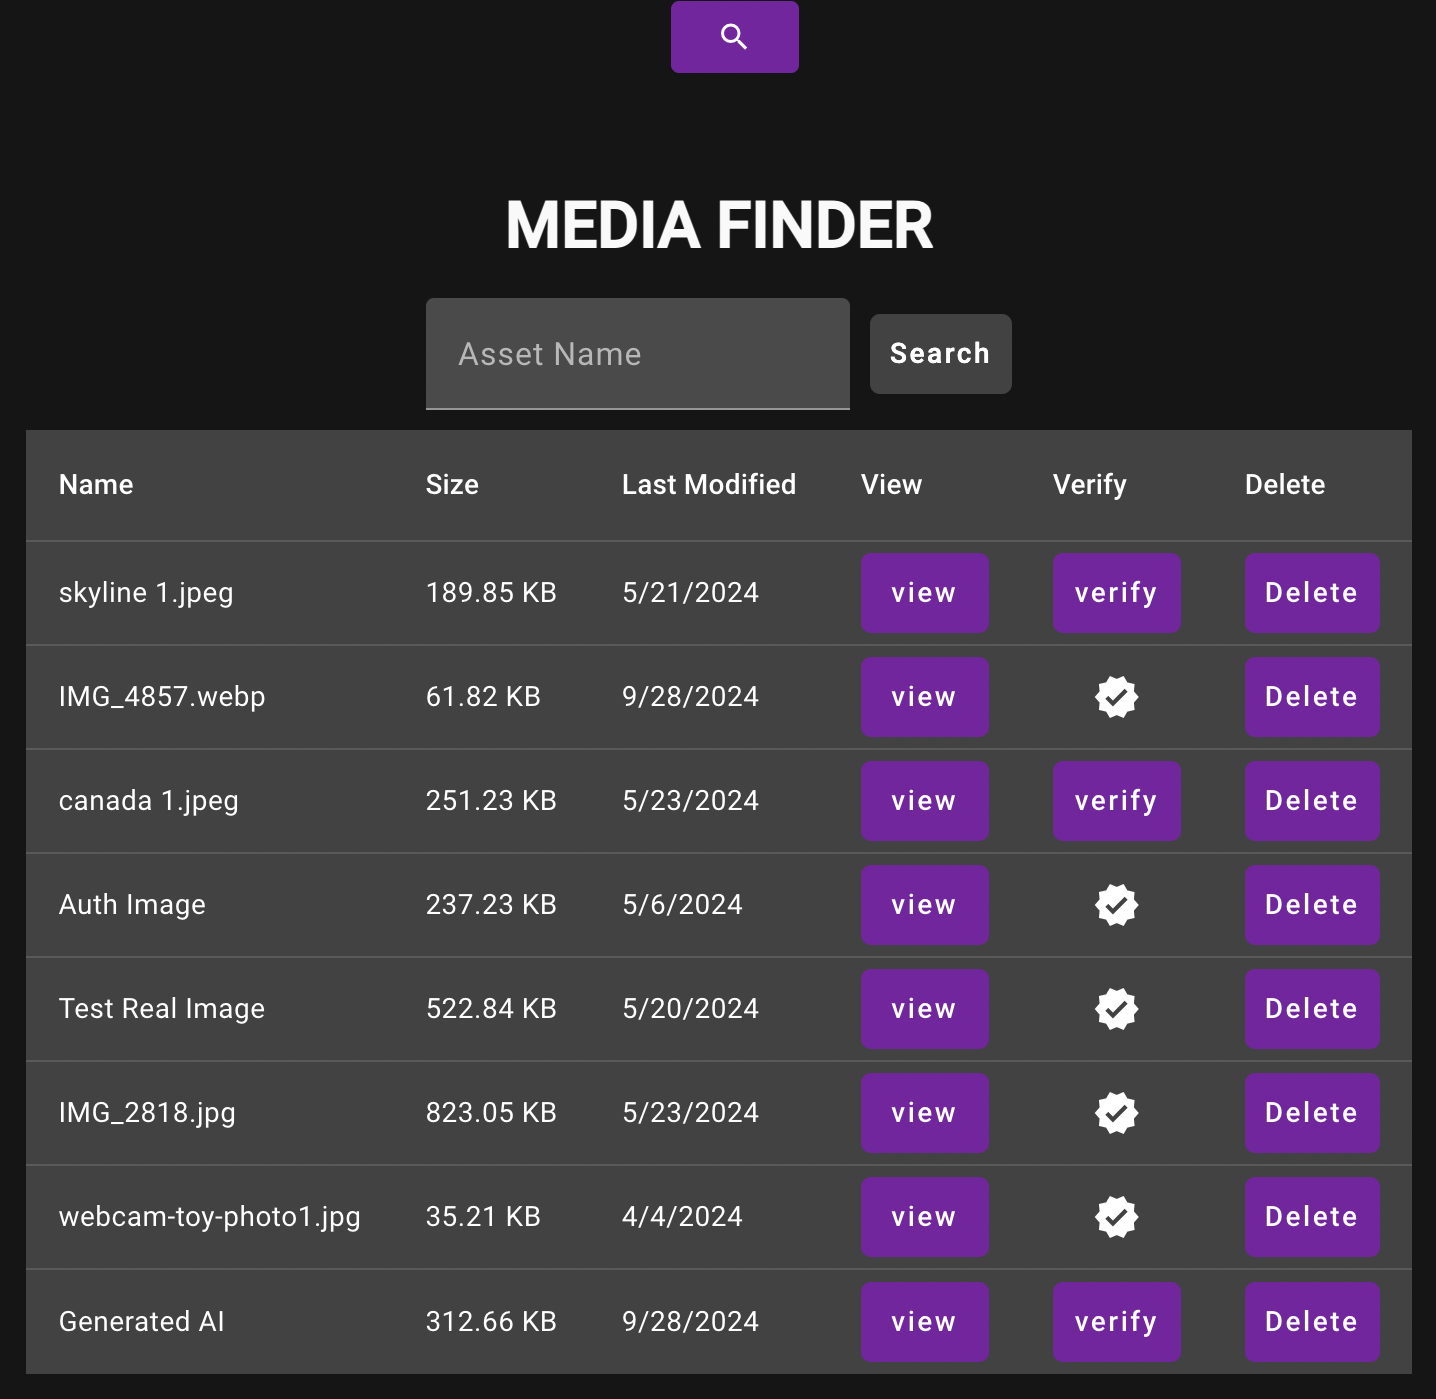 MEDIA FINDER
Asset Name Search
Name Size Last Modified View Verify Delete
skyline 1.jpeg 189.85 KB 5/21/2024 view verify Delete
IMG_4857.webp 61.82 KB 9/28/2024 view Delete
canada 1.jpeg 251.23 KB 5/23/2024 view verify Delete
Auth Image 237.23 KB 5/6/2024 view Delete
Test Real Image 522.84 KB 5/20/2024 view Delete
IMG_2818.jpg 823.05 KB 5/23/2024 view Delete
webcam-toy-photo1.jpg 35.21 KB 4/4/2024 view Delete
Generated AI 312.66 KB 9/28/2024 view verify Delete